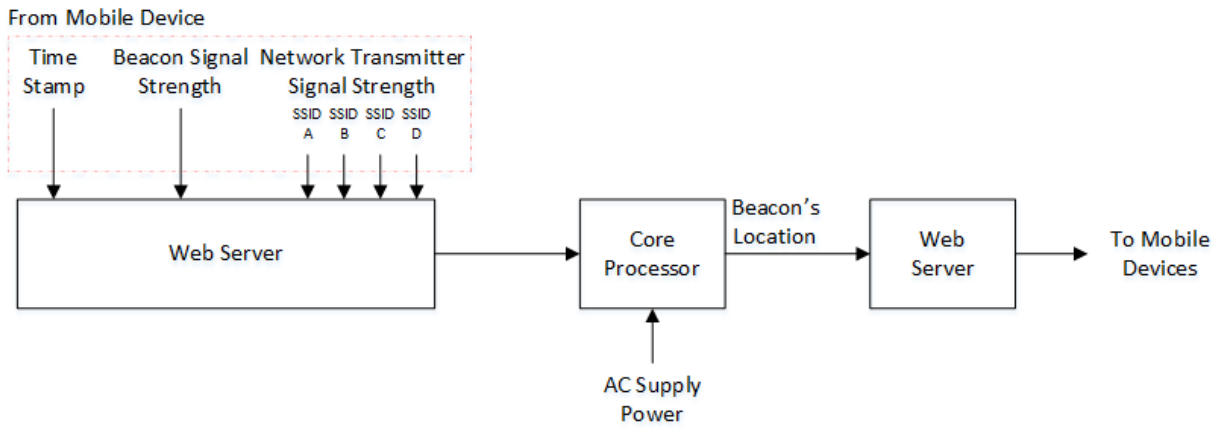 From Mobile Device
Time
Stamp
Beacon Signal
Strength
Network Transmitter
Signal Strength
SSID SSID SSID SSID
A B C D
Web Server
Core
Processor
Beacon's
Location
Web
Server
To Mobile
Devices
AC Supply
Power